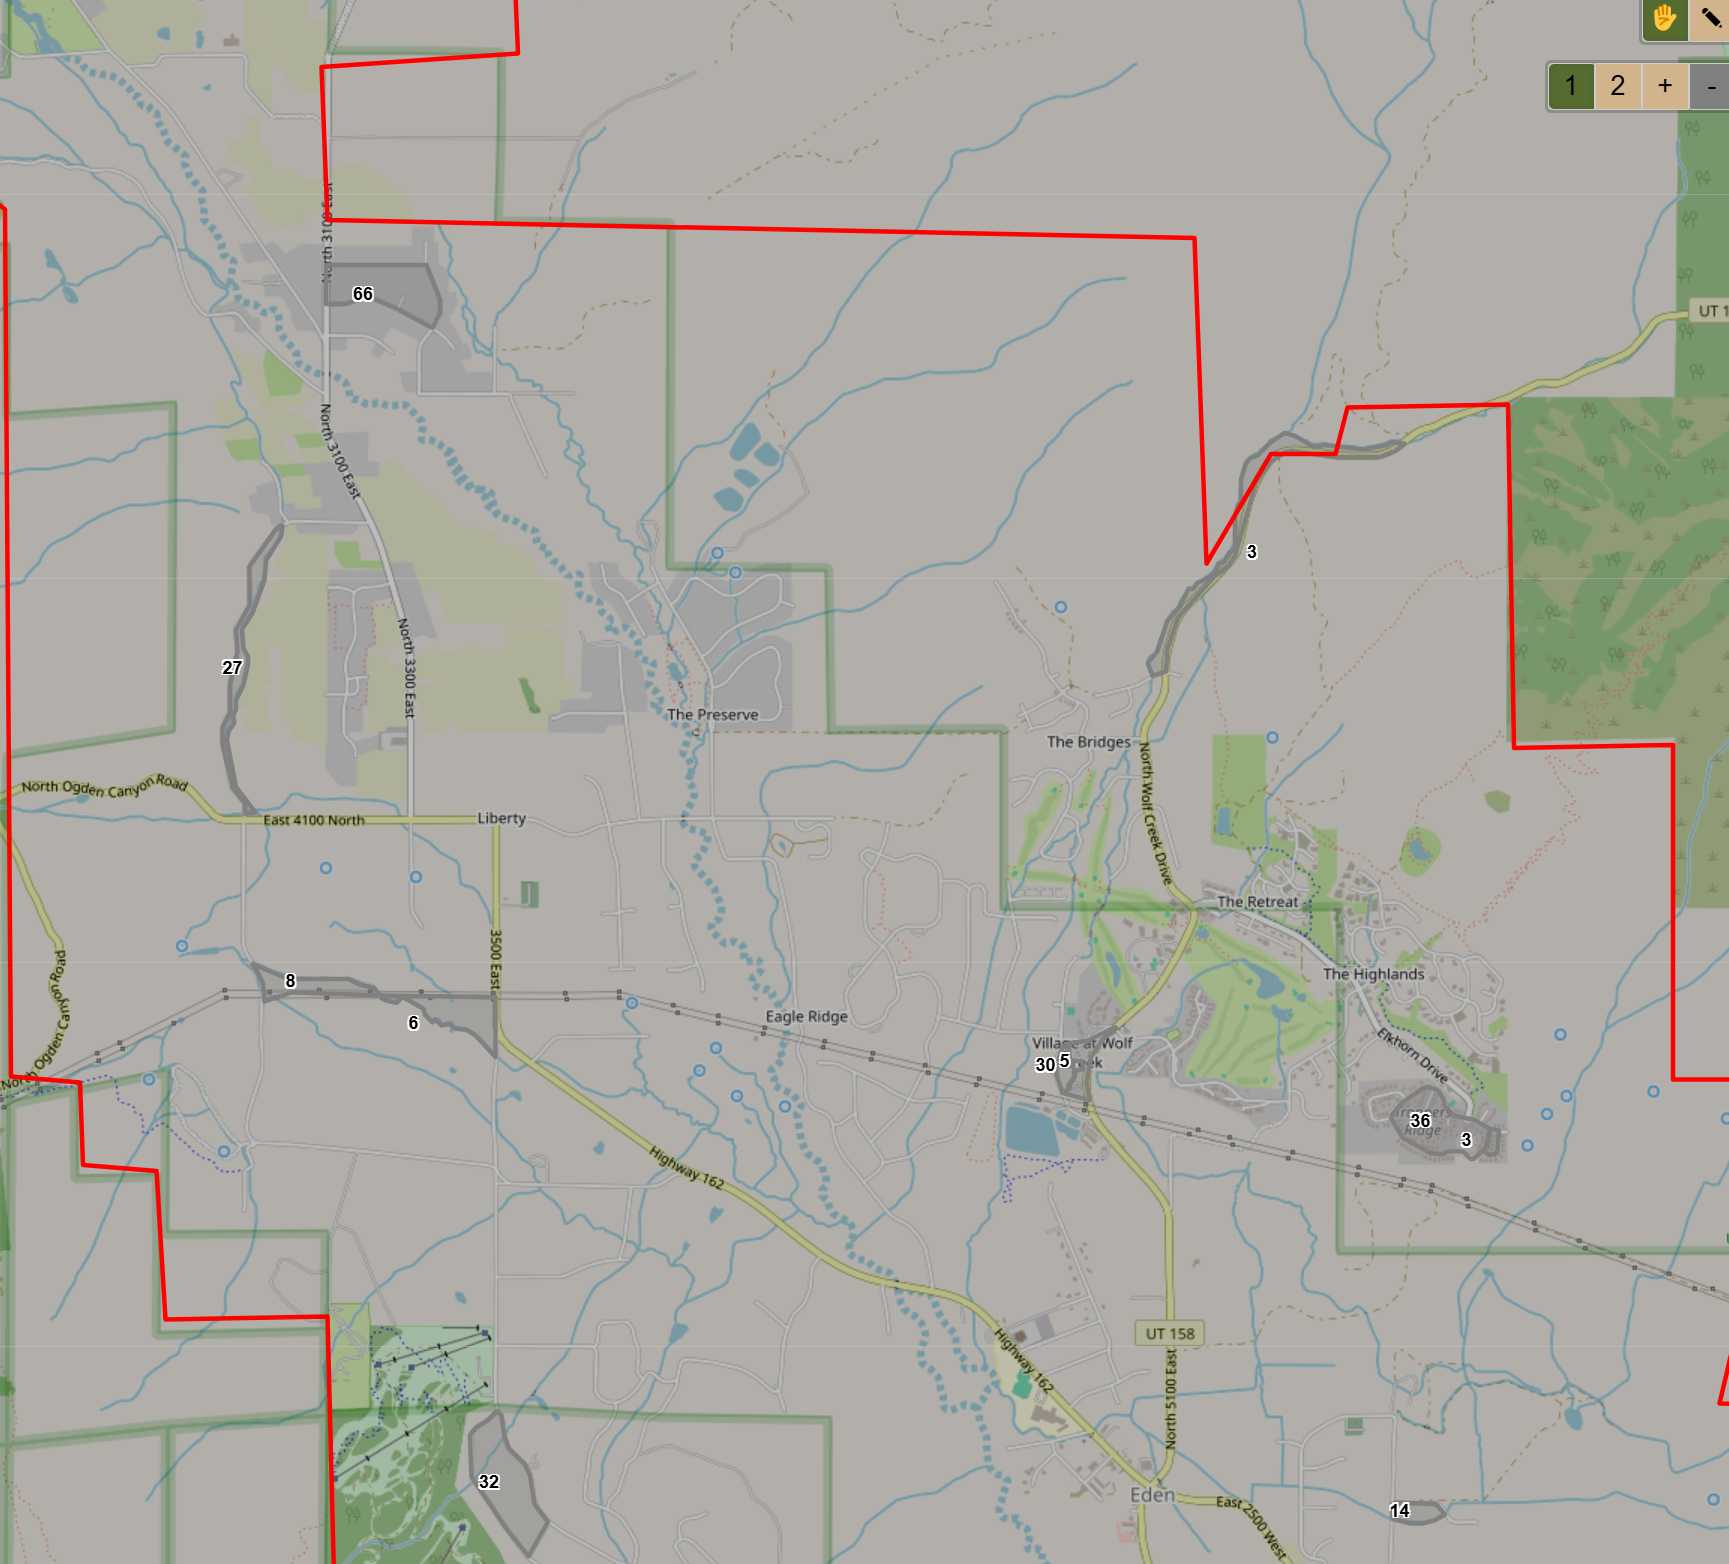 1 2 + -
UT 1
66
North 3100 East
North 3100 East
3
27
North 3300 East
The Preserve
The Bridges
North Wolf Creek Drive
North Ogden Canyon Road
East 4100 North
Liberty
The Retreat
3500 East
North Ogden Canyon Road
The Highlands
8
6
Eagle Ridge
Village at Wolf
30
5
eek
Elkhorn Drive
36
Ridge
3
Highway 162
UT 158
Highway 162
North 5100 East
32
Eden
East 2500 West
14